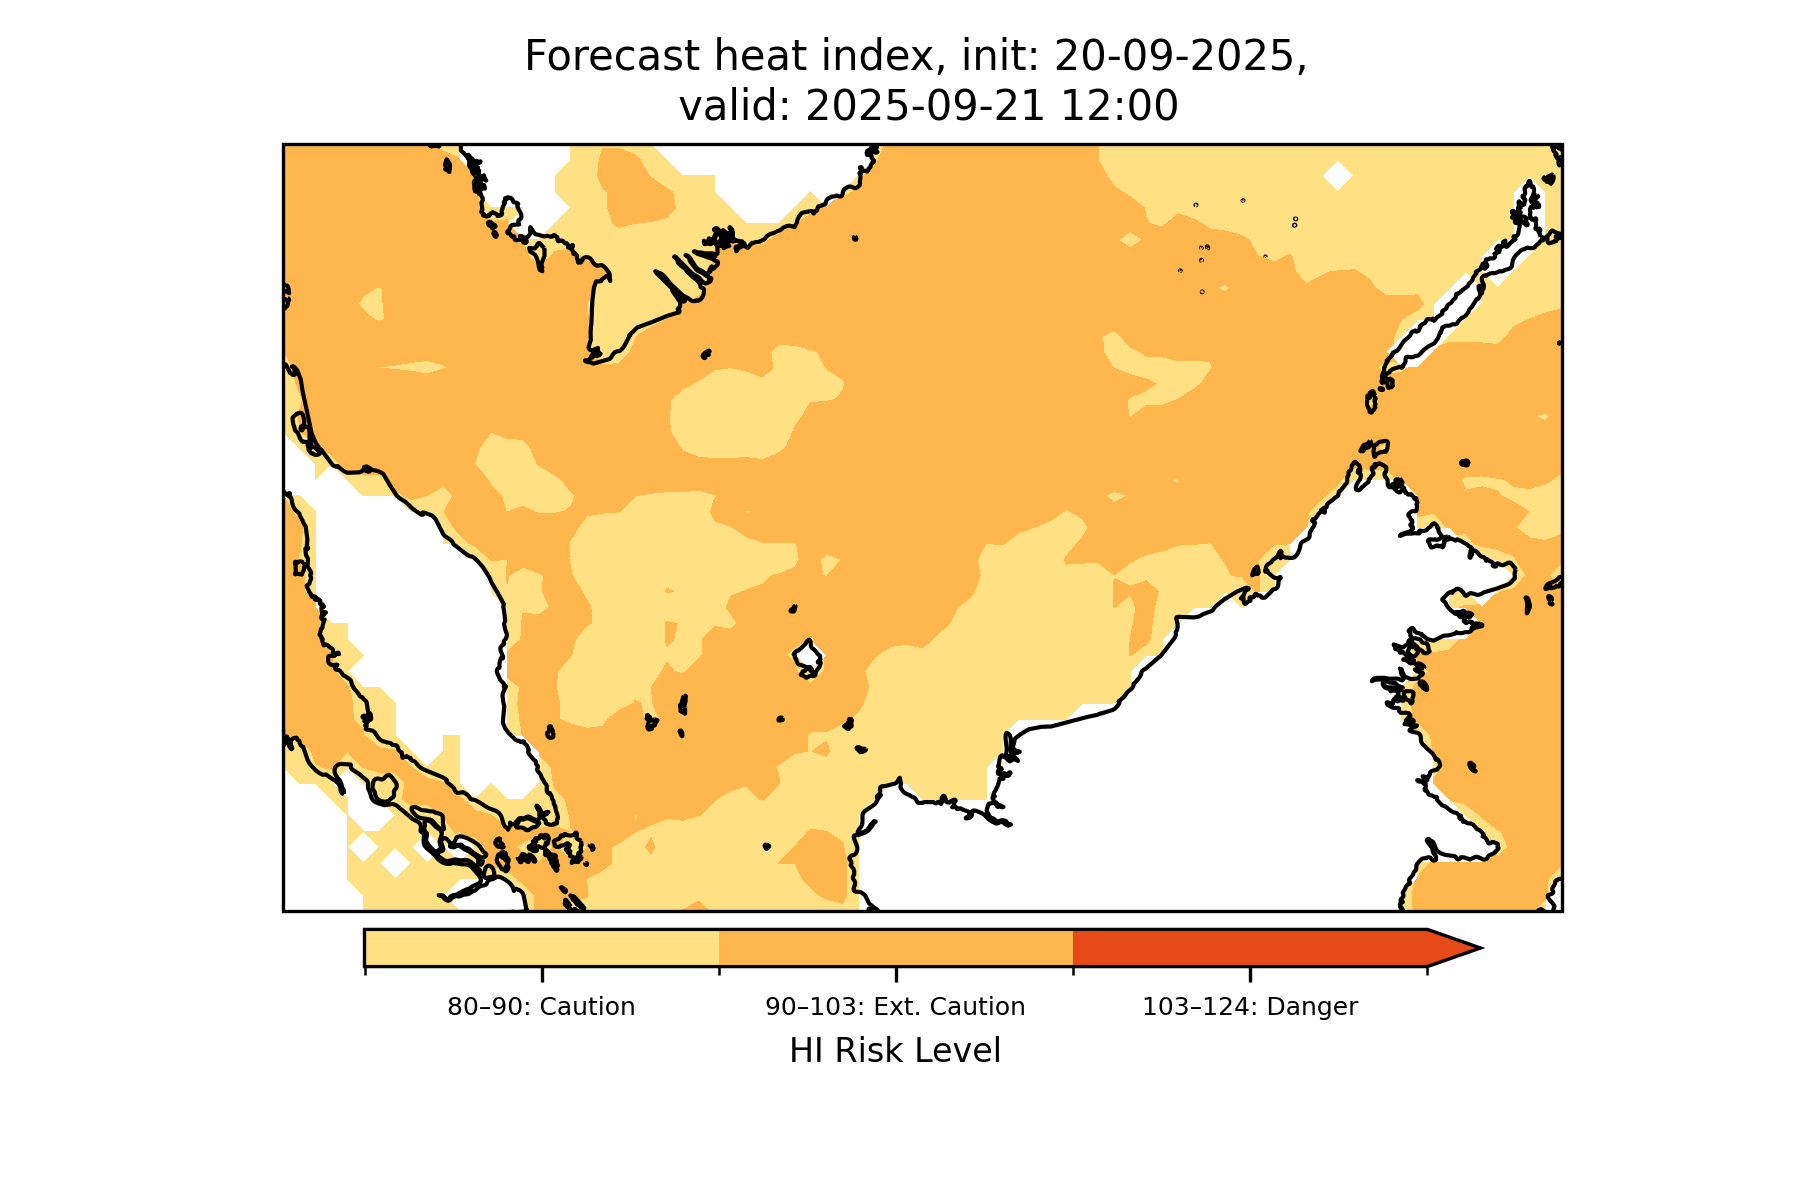 Forecast heat index, init: 20-09-2025,
valid: 2025-09-21 12:00
80–90: Caution
90–103: Ext. Caution
103–124: Danger
HI Risk Level